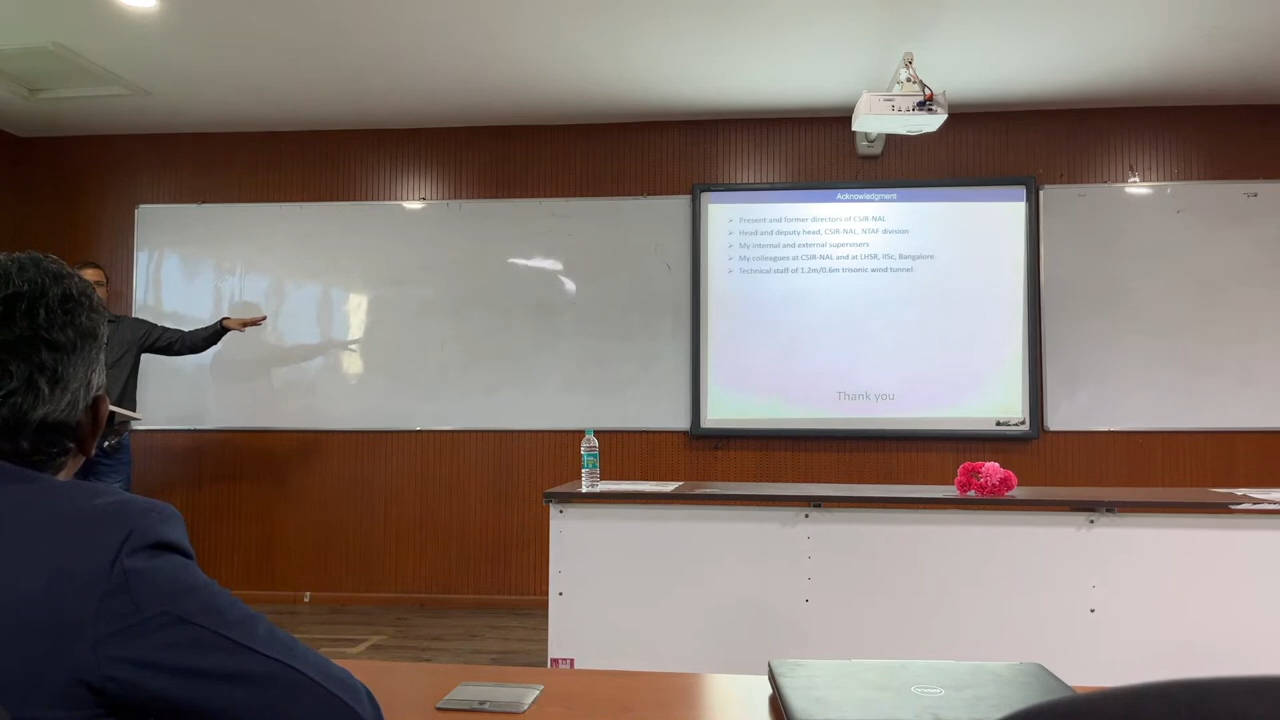 Acknowledgment
➢ Present and former directors of CSIR-NAL
➢ Head and deputy head, CSIR-NAL, NTAF division
➢ My internal and external supervisers
➢ My colleagues at CSIR-NAL and at LHSR, IISc, Bangalore
➢ Technical staff of 1.2m/0.6m trisonic wind tunnel
Thank you
DELL